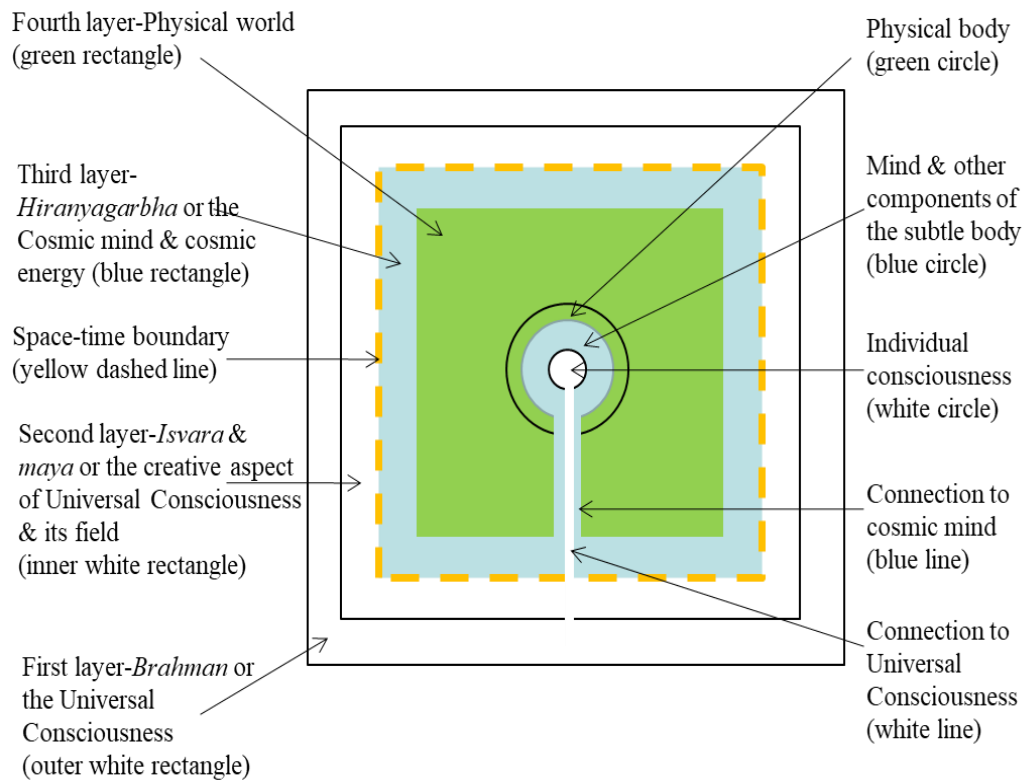 Fourth layer-Physical world
(green rectangle)
Third layer-
Hiranyagarbha or the
Cosmic mind & cosmic
energy (blue rectangle)
Space-time boundary
(yellow dashed line)
Second layer-Isvara &
maya or the creative aspect
of Universal Consciousness
& its field
(inner white rectangle)
First layer-Brahman or
the Universal
Consciousness
(outer white rectangle)
Physical body
(green circle)
Mind & other
components of
the subtle body
(blue circle)
Individual
consciousness
(white circle)
Connection to
cosmic mind
(blue line)
Connection to
Universal
Consciousness
(white line)